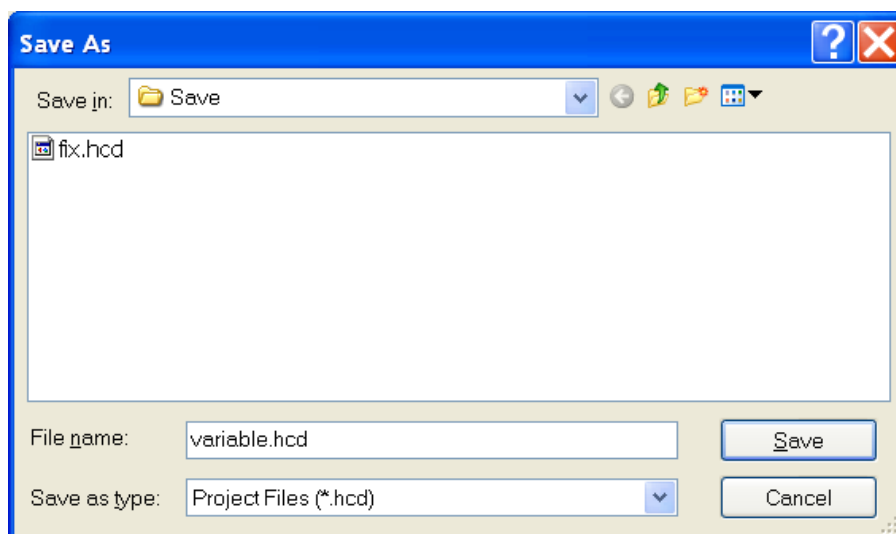 Save As
Save in: Save
fix.hcd
File name: variable.hcd Save
Save as type: Project Files (*.hcd) Cancel